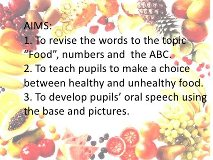 AIMS:
1. To revise the words to the topic
"Food", numbers and the ABC.
2. To teach pupils to make a choice
between healthy and unhealthy food.
3. To develop pupils' oral speech using
the base and pictures.